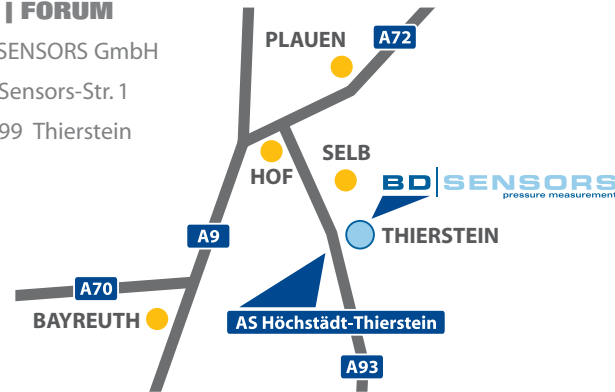 | FORUM
SENSORS GmbH
Sensors-Str. 1
99 Thierstein
PLAUEN
A72
SELB
HOF
BD|SENSORS
pressure measurement
THIERSTEIN
A9
A70
BAYREUTH
AS Höchstädt-Thierstein
A93